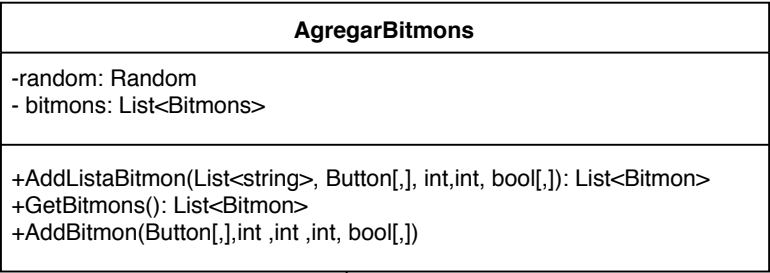 AgregarBitmons
-random: Random
- bitmons: List<Bitmons>
+AddListaBitmon(List<string>, Button[,], int,int, bool[,]): List<Bitmon>
+GetBitmons(): List<Bitmon>
+AddBitmon(Button[,],int ,int ,int, bool[,])